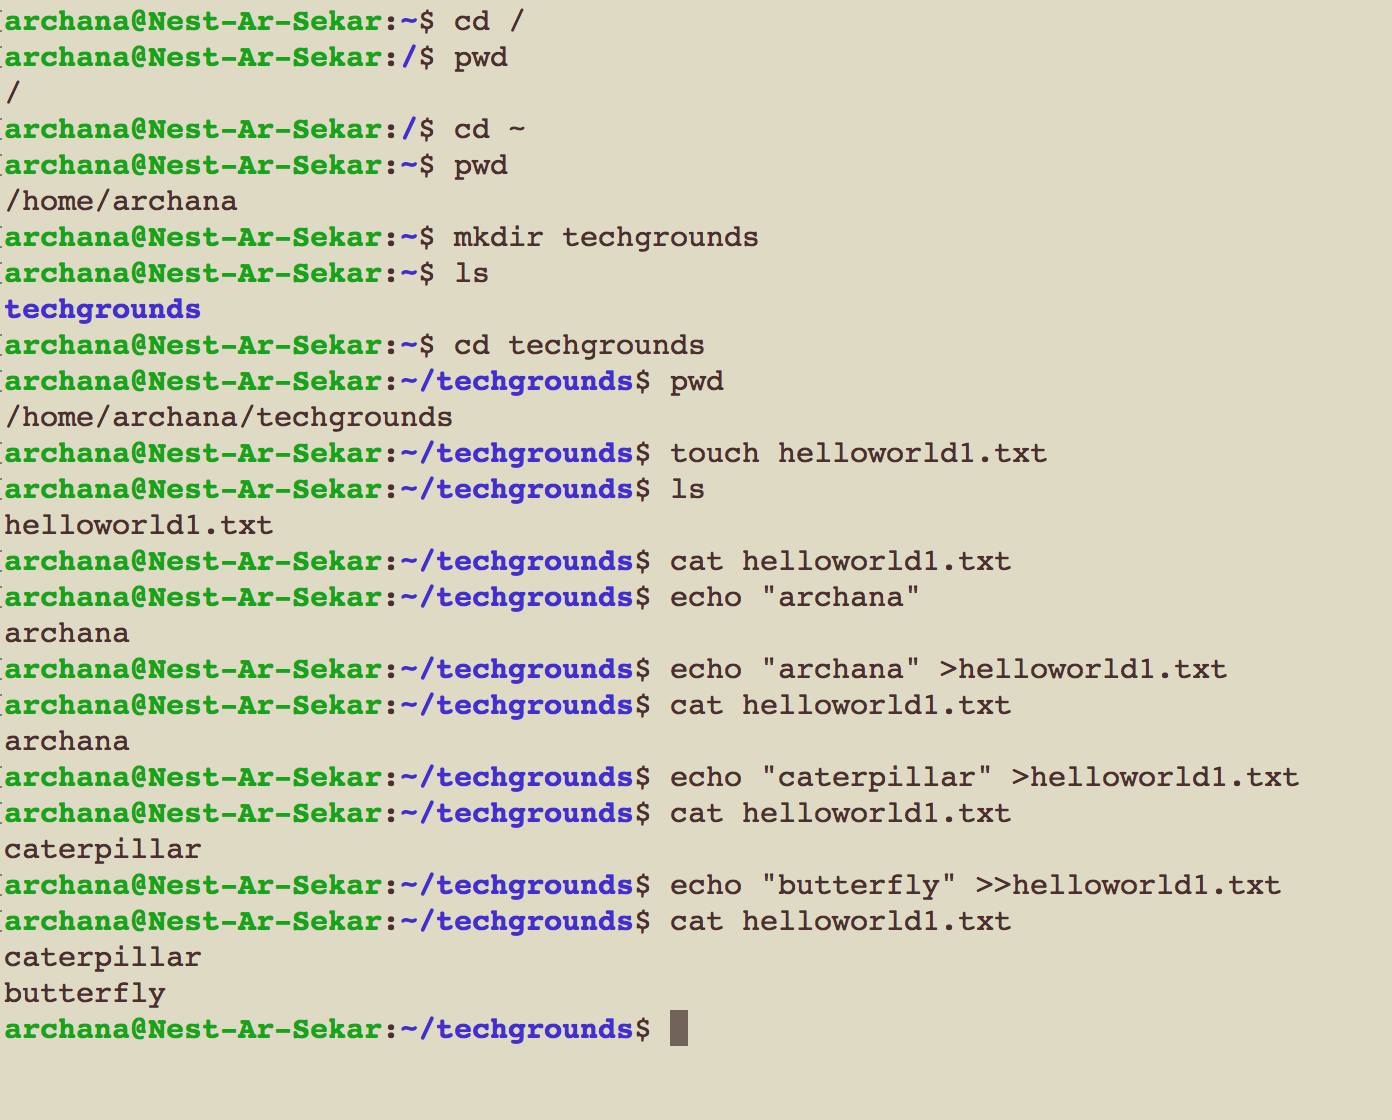 archana@Nest-Ar-Sekar:~$ cd /
archana@Nest-Ar-Sekar:/$ pwd
/
archana@Nest-Ar-Sekar:/$ cd ~
archana@Nest-Ar-Sekar:~$ pwd
/home/archana
archana@Nest-Ar-Sekar:~$ mkdir techgrounds
archana@Nest-Ar-Sekar:~$ ls
techgrounds
archana@Nest-Ar-Sekar:~$ cd techgrounds
archana@Nest-Ar-Sekar:~/techgrounds$ pwd
/home/archana/techgrounds
archana@Nest-Ar-Sekar:~/techgrounds$ touch helloworld1.txt
archana@Nest-Ar-Sekar:~/techgrounds$ ls
helloworld1.txt
archana@Nest-Ar-Sekar:~/techgrounds$ cat helloworld1.txt
archana@Nest-Ar-Sekar:~/techgrounds$ echo "archana"
archana
archana@Nest-Ar-Sekar:~/techgrounds$ echo "archana" >helloworld1.txt
archana@Nest-Ar-Sekar:~/techgrounds$ cat helloworld1.txt
archana
archana@Nest-Ar-Sekar:~/techgrounds$ echo "caterpillar" >helloworld1.txt
archana@Nest-Ar-Sekar:~/techgrounds$ cat helloworld1.txt
caterpillar
archana@Nest-Ar-Sekar:~/techgrounds$ echo "butterfly" >>helloworld1.txt
archana@Nest-Ar-Sekar:~/techgrounds$ cat helloworld1.txt
caterpillar
butterfly
archana@Nest-Ar-Sekar:~/techgrounds$